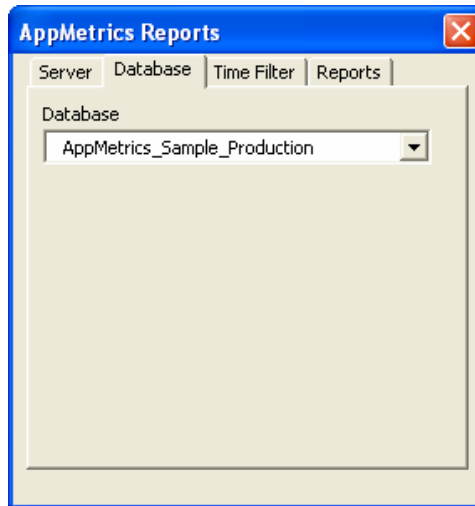 AppMetrics Reports
Server Database Time Filter Reports
Database
AppMetrics_Sample_Production